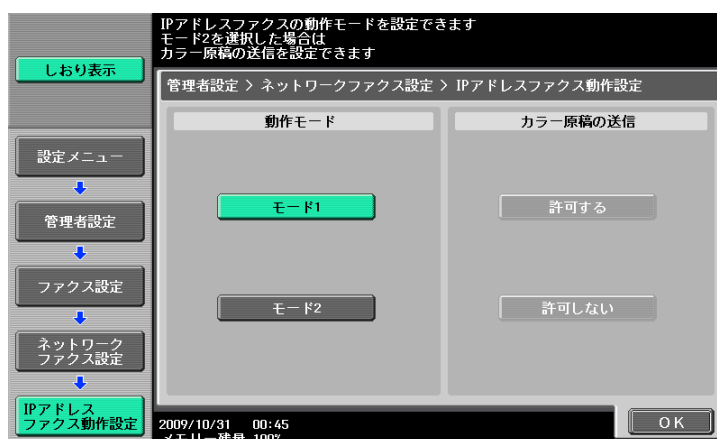 IPアドレスファクスの動作モードを設定できます
モード2を選択した場合は
カラー原稿の送信を設定できます
しおり表示
管理者設定 > ネットワークファクス設定 > IPアドレスファクス動作設定
動作モード
カラー原稿の送信
設定メニュー
モード1
許可する
管理者設定
ファクス設定
モード2
許可しない
ネットワーク
ファクス設定
IPアドレス
ファクス動作設定
2009/10/31 00:45
メモリー残量 100%
OK